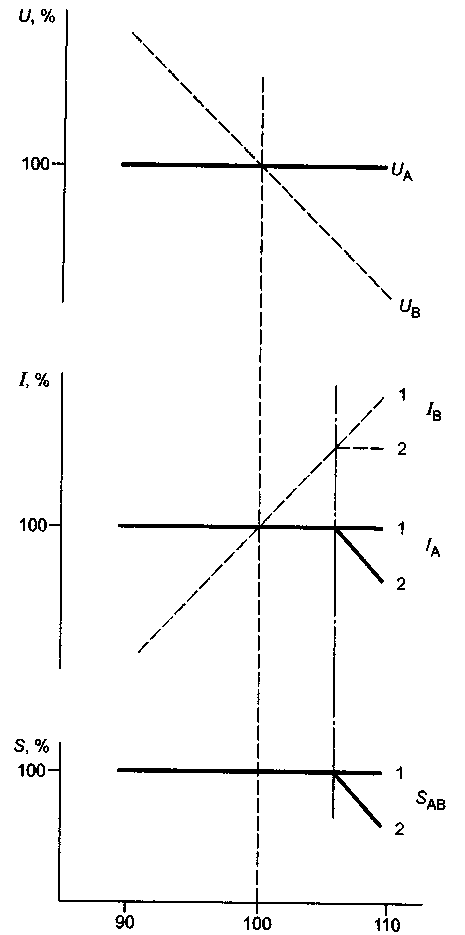 U, %
100
U_A
U_B
I, %
1
I_B
2
100
1
I_A
2
S, %
100
1
S_AB
2
90 100 110